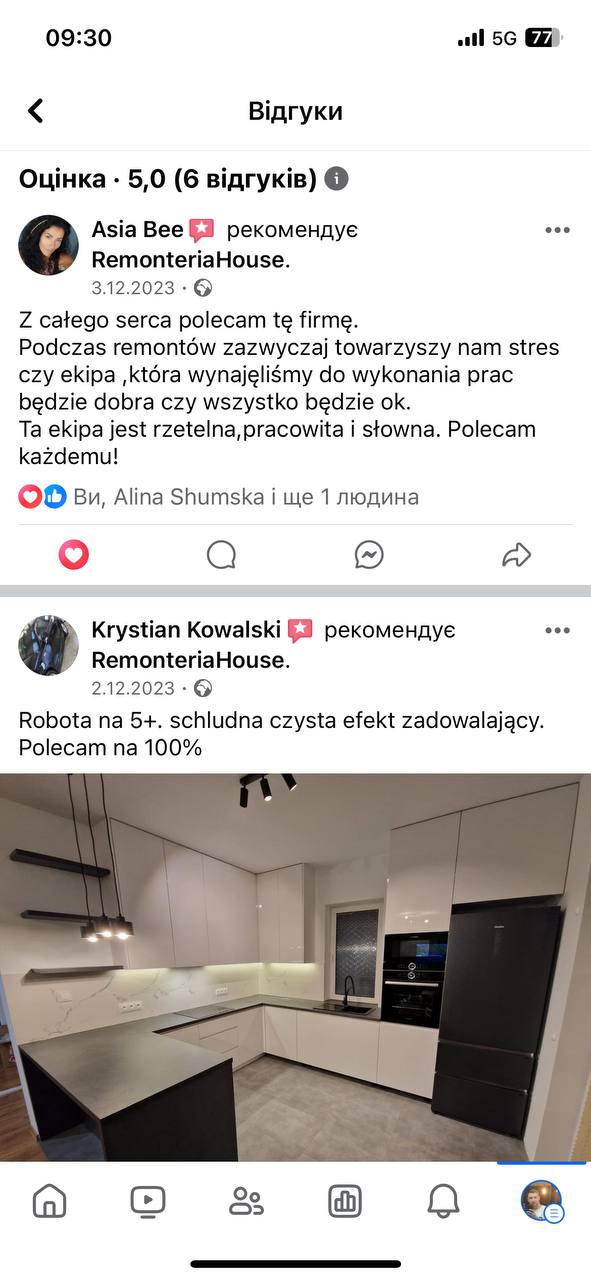 09:30
5G 77
Відгуки
Оцінка · 5,0 (6 відгуків)
Asia Bee рекомендує
RemonteriaHouse.
3.12.2023 ·
Z całego serca polecam tę firmę.
Podczas remontów zazwyczaj towarzyszy nam stres
czy ekipa ,która wynajęliśmy do wykonania prac
będzie dobra czy wszystko będzie ok.
Ta ekipa jest rzetelna,pracowita i słowna. Polecam
każdemu!
Ви, Alina Shumska і ще 1 людина
Krystian Kowalski рекомендує
RemonteriaHouse.
2.12.2023 ·
Robota na 5+. schludna czysta efekt zadowalający.
Polecam na 100%